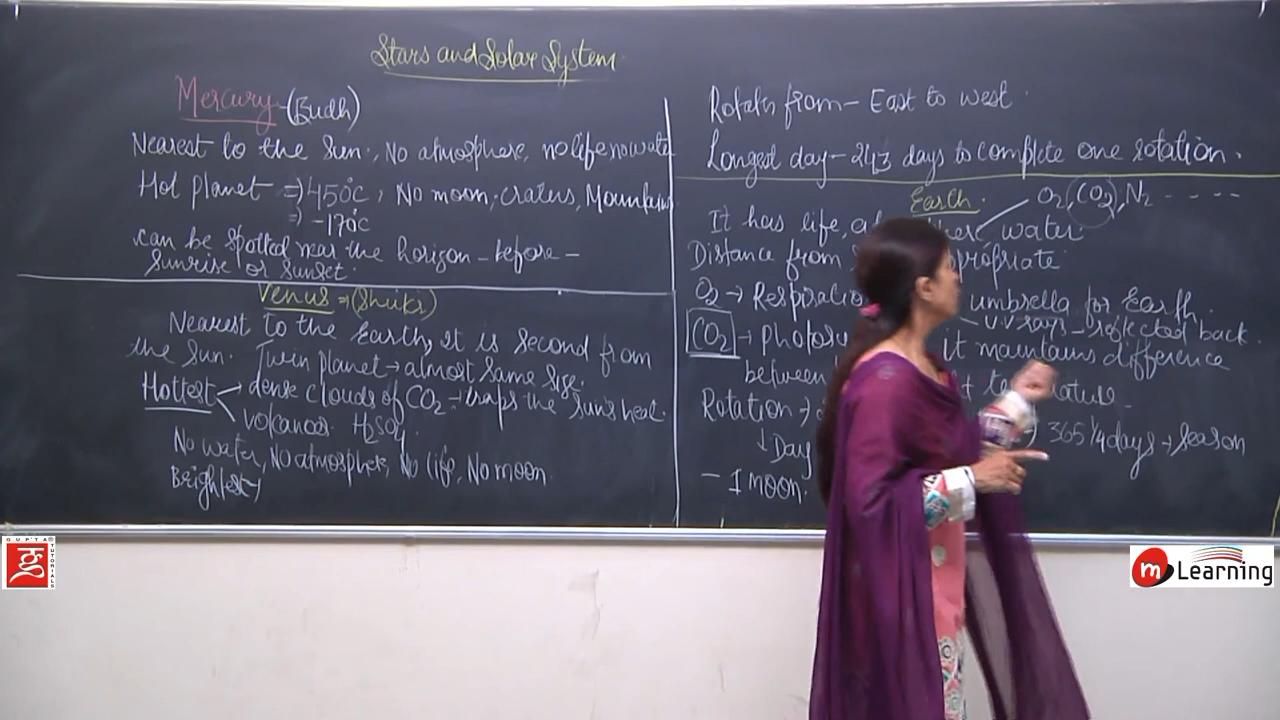 Stars and Solar System
Mercury (Budh)
Nearest to the Sun., No atmosphere, no life no water
Hot planet ⇒ 450°C, No moon, craters, Mountains
⇒ -170°C
can be spotted near the horizon - before -
sunrise or sunset.
Venus ⇒ (Shukr)
Nearest to the Earth, It is second from
the Sun. Twin planet → almost same size.
Hottest dense clouds of CO2 → traps the sun's heat.
volcanos H2SO4.
No water, No atmosphere, No life, No moon
Brightest
Rotates from - East to west.
Longest day - 243 days to complete one rotation.
Earth
O2, CO2, N2 - - - -
It has life, water.
Distance from
O2 → umbrella for Earth.
U.V rays - reflected back.
CO2 → It maintains difference
between
Rotation → 365 1/4 days → season
↓ Day
- 1 moon.
GUPTA TUTORIALS
m Learning